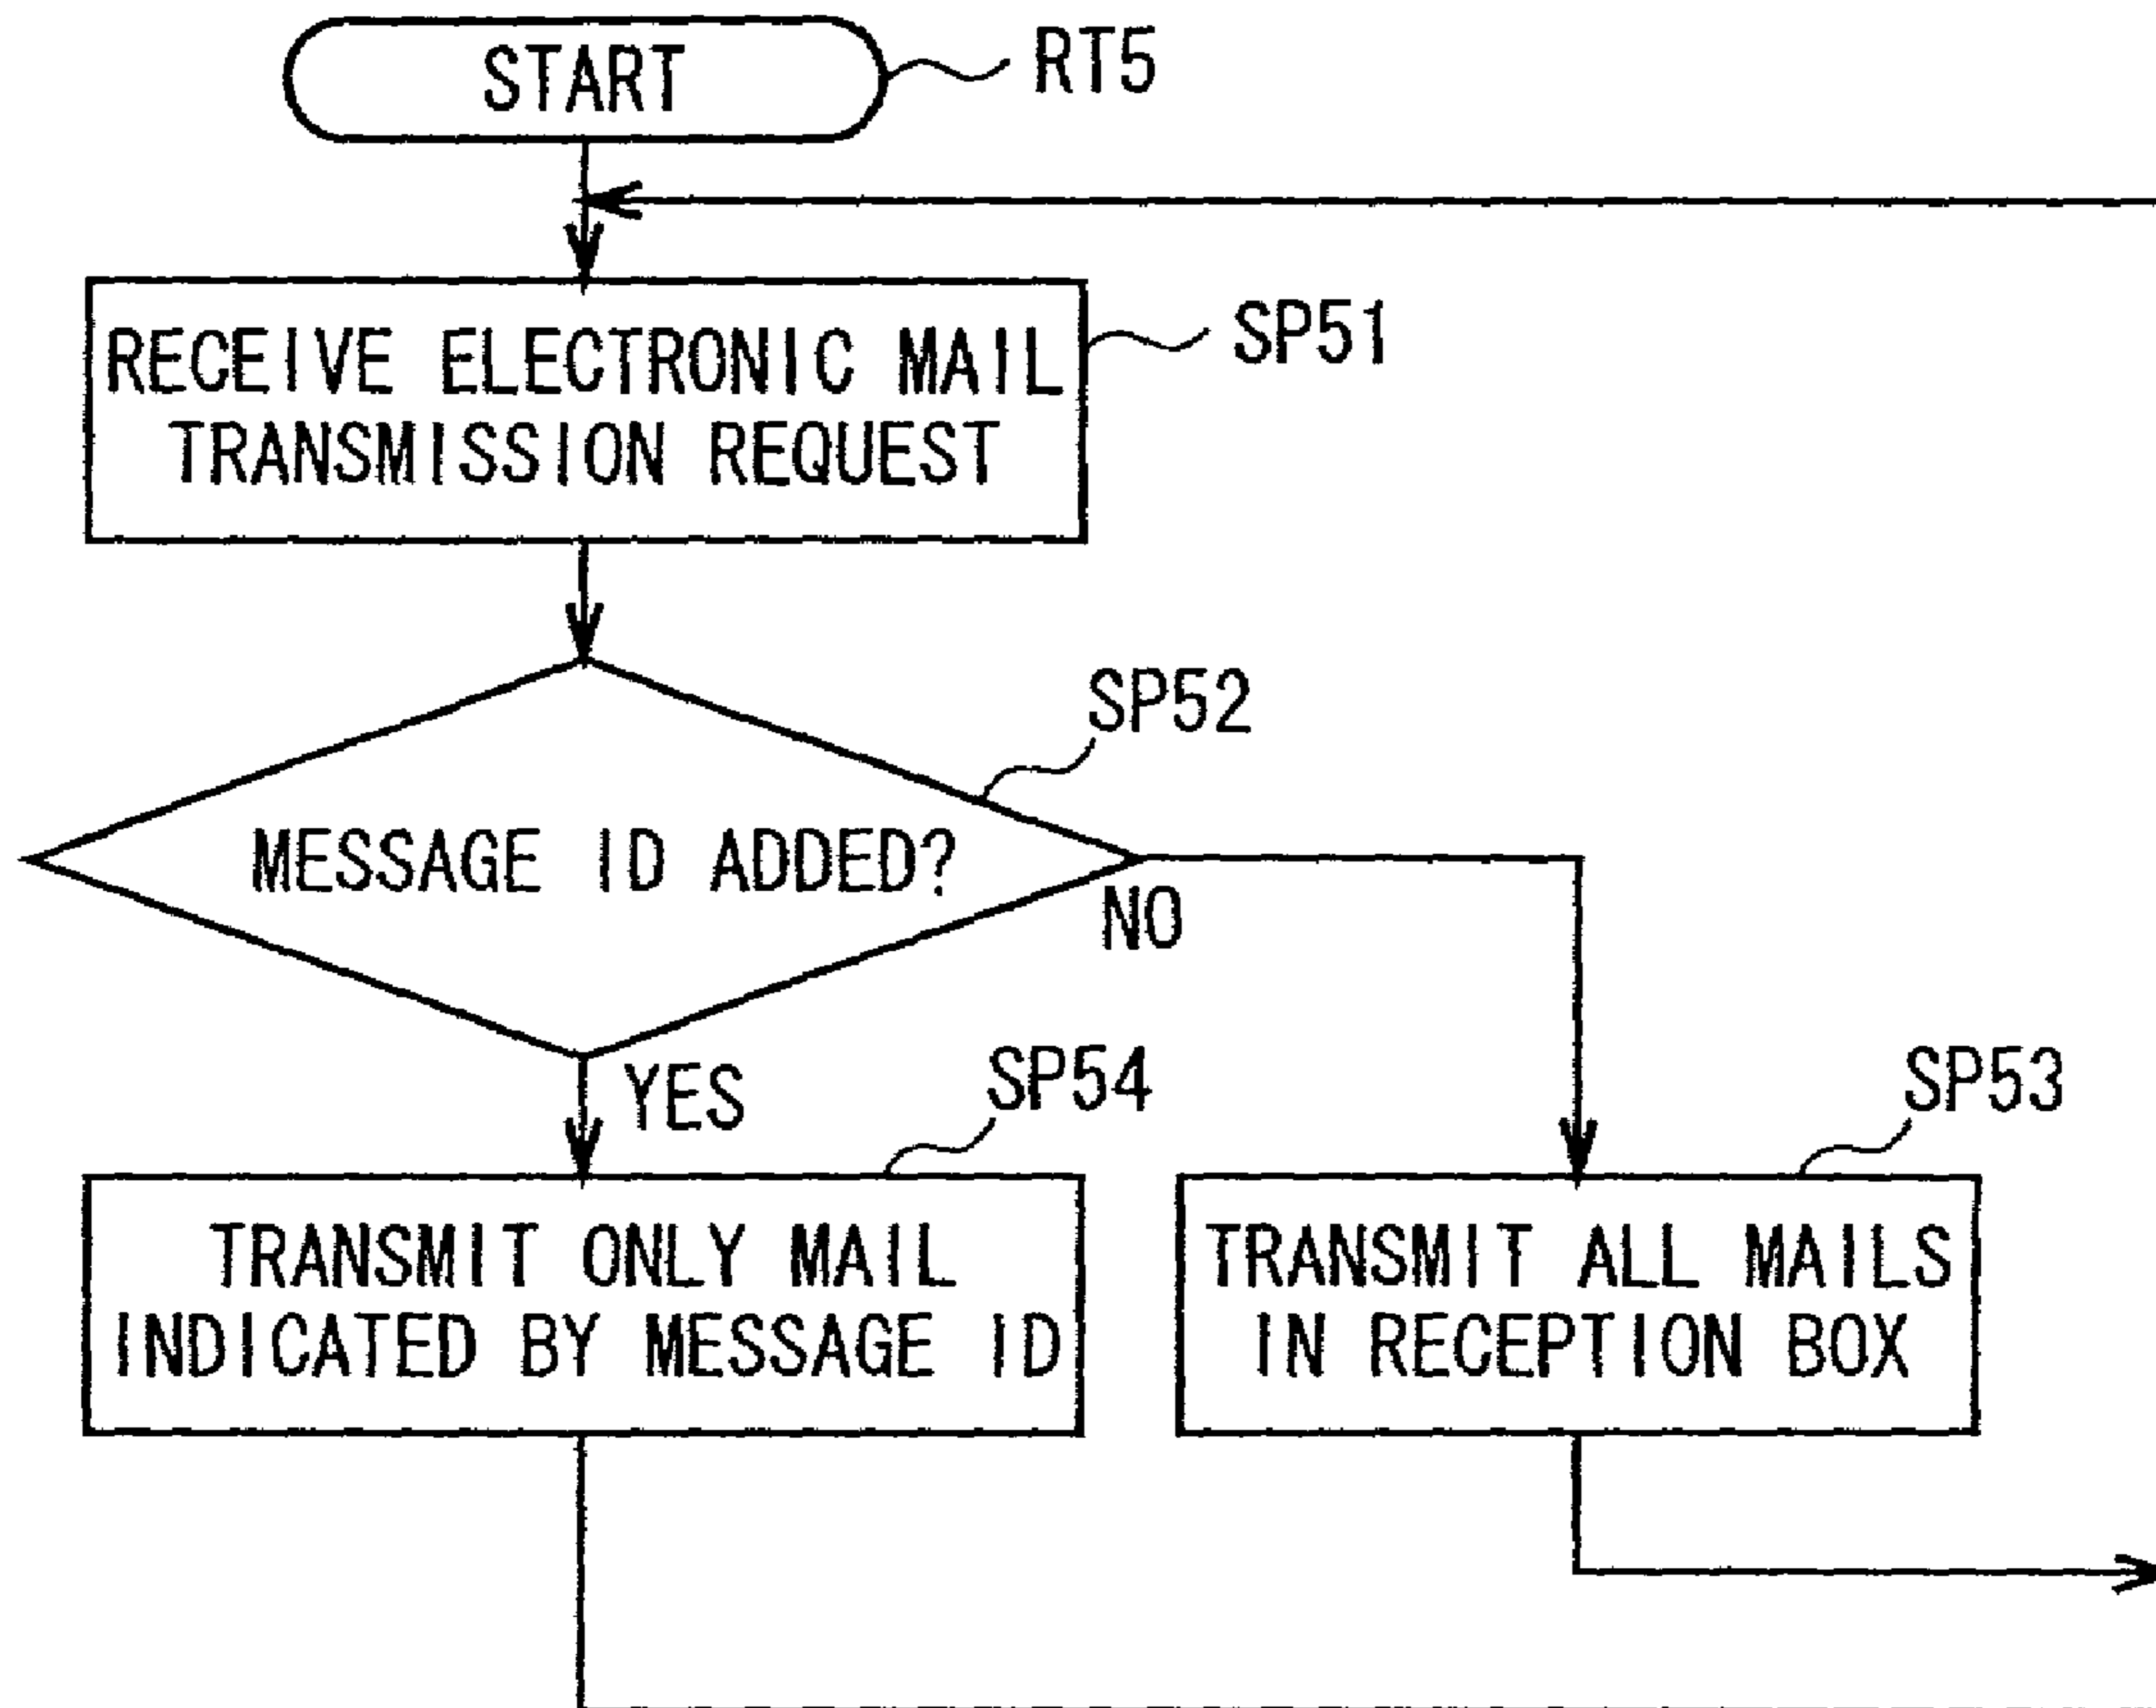 START
RT5
RECEIVE ELECTRONIC MAIL
TRANSMISSION REQUEST
SP51
SP52
MESSAGE ID ADDED?
NO
YES
SP54
TRANSMIT ONLY MAIL
INDICATED BY MESSAGE ID
SP53
TRANSMIT ALL MAILS
IN RECEPTION BOX